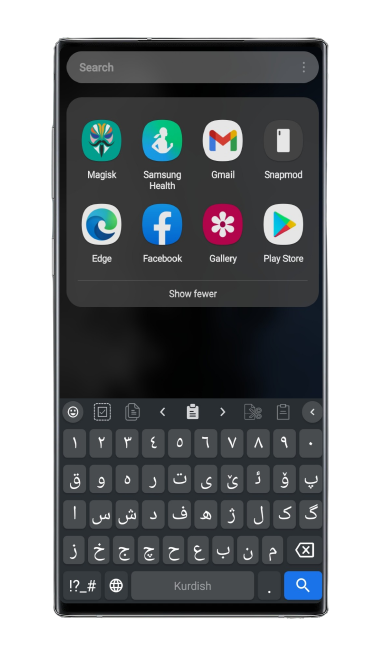 Search
Magisk Samsung Health Gmail Snapmod
Edge Facebook Gallery Play Store
Show fewer
١ ٢ ٣ ٤ ٥ ٦ ٧ ٨ ٩ ٠
ق و ە ر ت ی ێ ئ ۆ پ
ا س ش د ف ھ ژ ل ک گ
ز خ ج چ ح ع ب ن م
!?_# Kurdish .